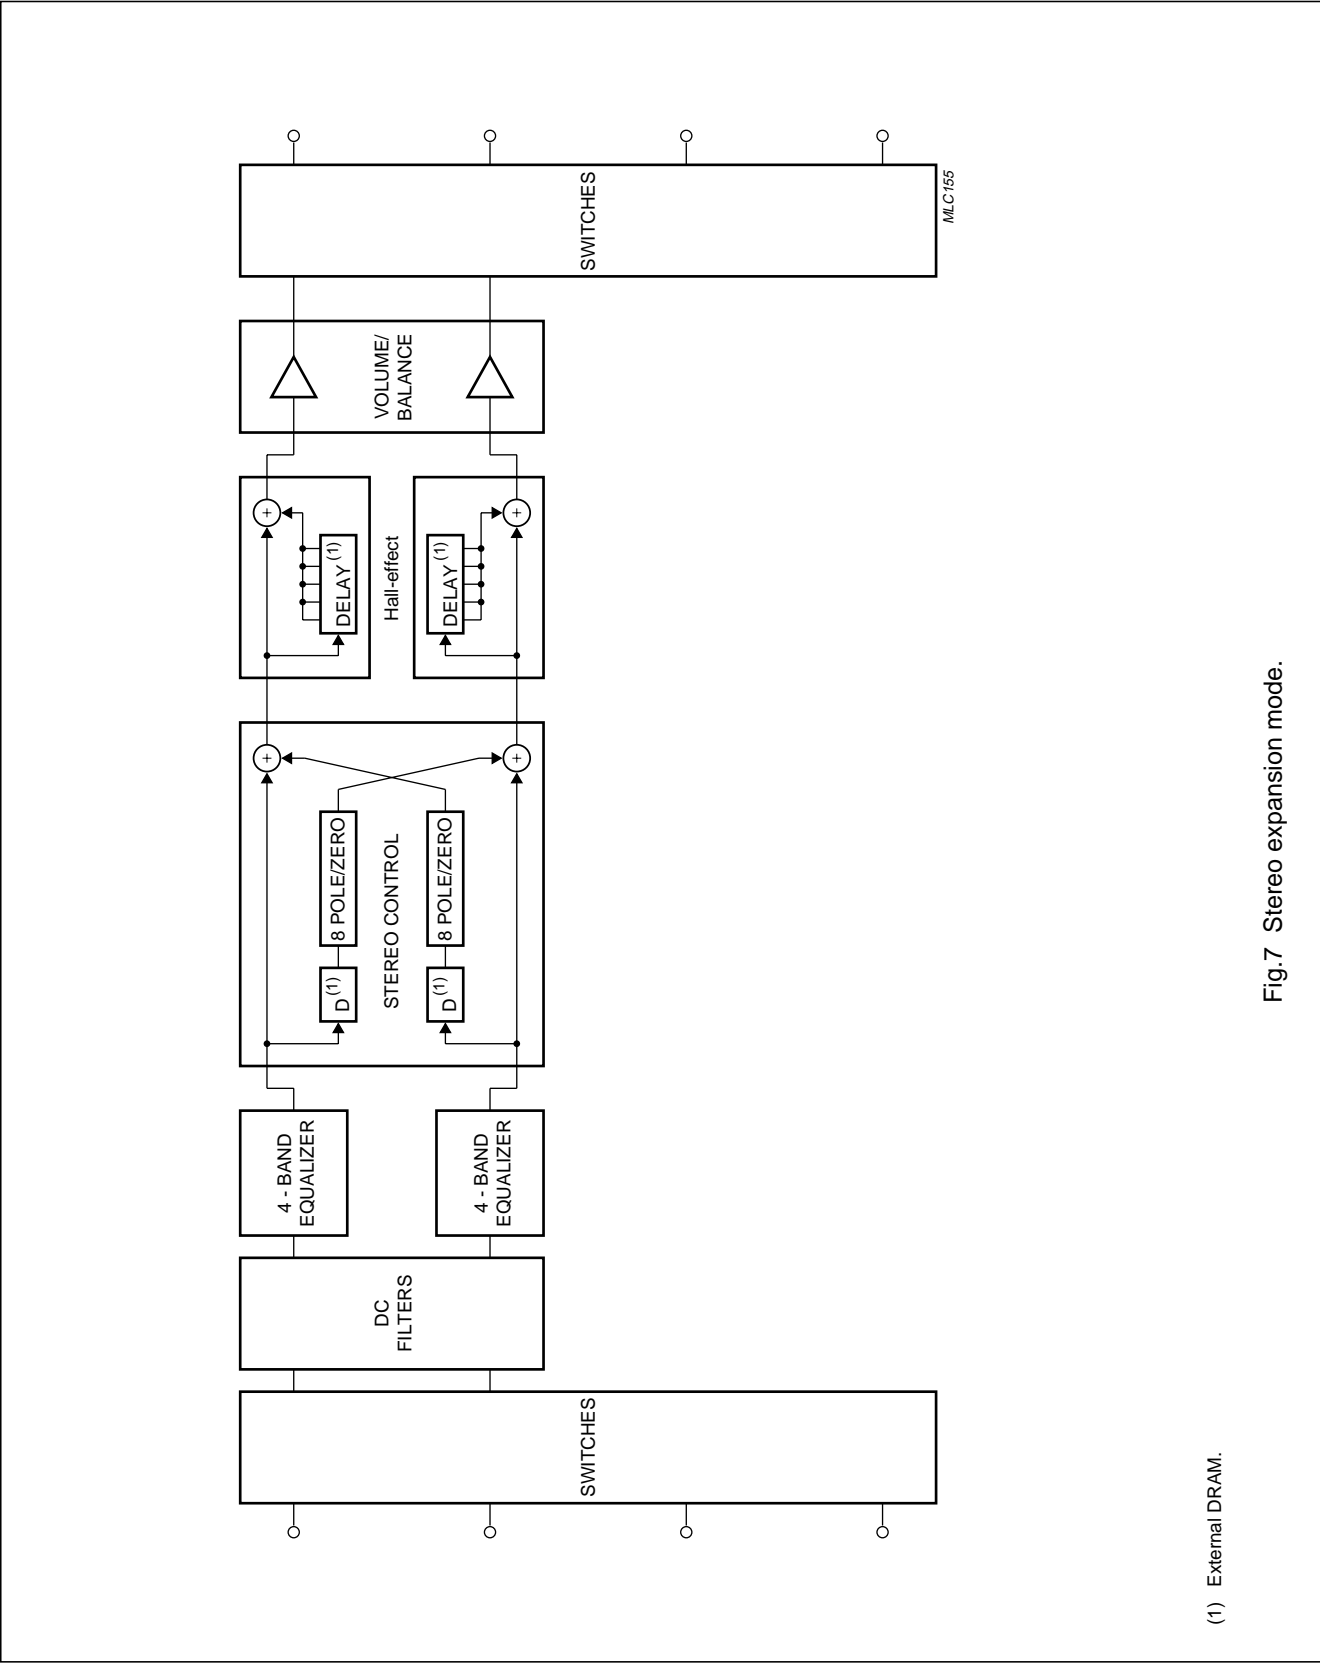 SWITCHES
DC
FILTERS
4 - BAND
EQUALIZER
4 - BAND
EQUALIZER
D (1)
8 POLE/ZERO
+
STEREO CONTROL
D (1)
8 POLE/ZERO
+
DELAY (1)
+
Hall-effect
DELAY (1)
+
VOLUME/
BALANCE
SWITCHES
MLC155
(1) External DRAM.
Fig.7 Stereo expansion mode.